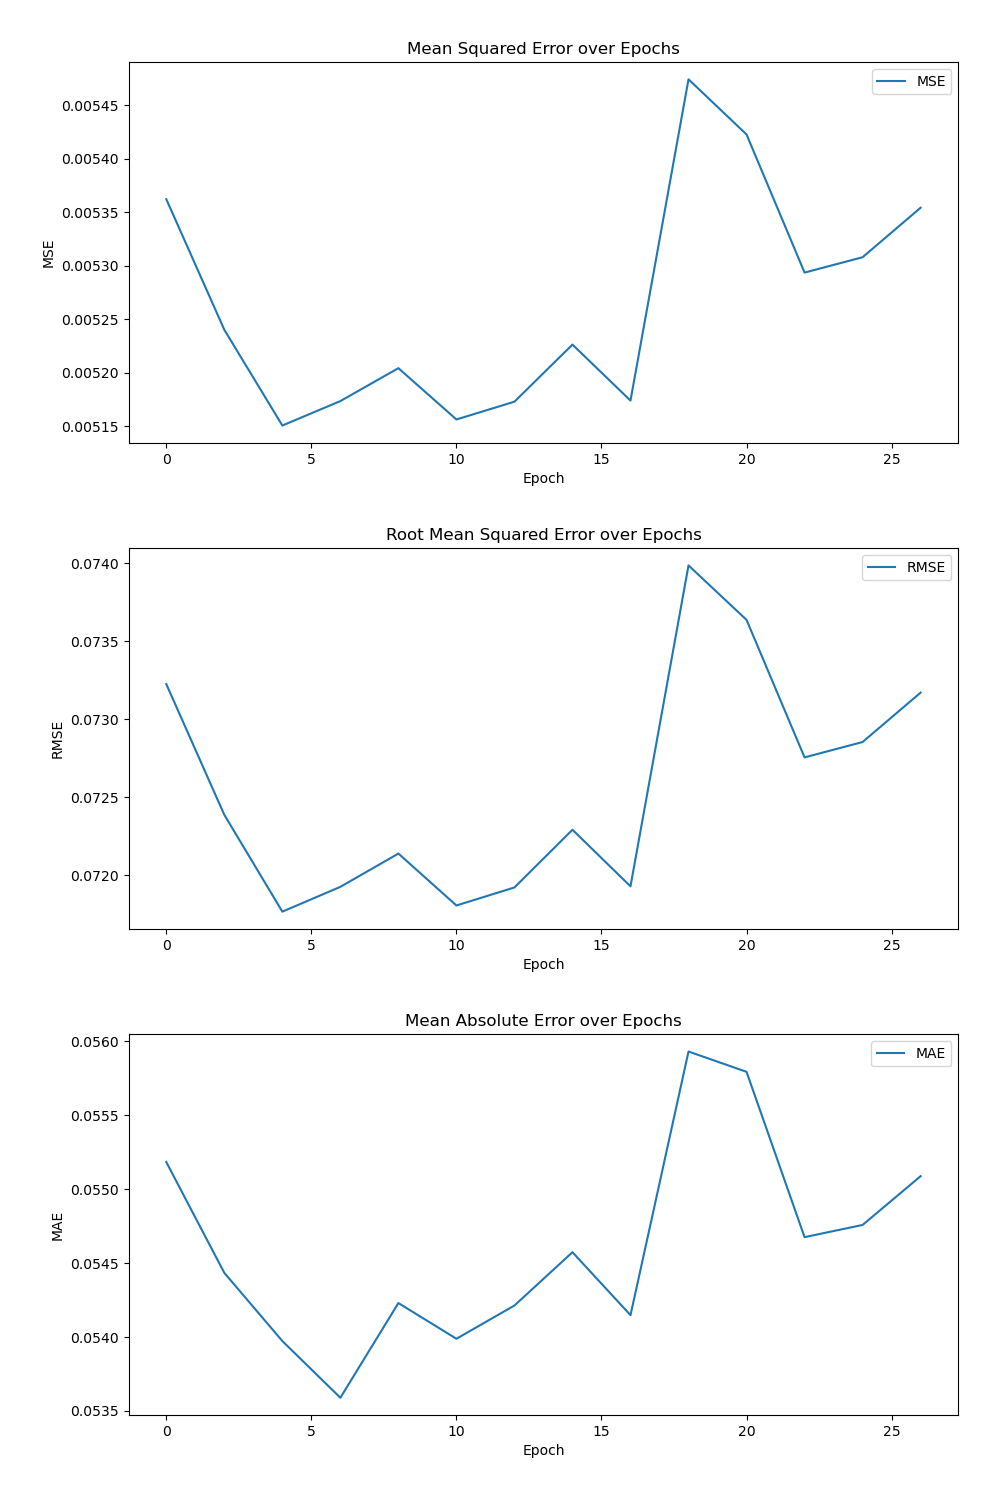 Mean Squared Error over Epochs
MSE
0.00545
0.00540
0.00535
0.00530
0.00525
0.00520
0.00515
MSE
0 5 10 15 20 25
Epoch
Root Mean Squared Error over Epochs
RMSE
0.0740
0.0735
0.0730
0.0725
0.0720
RMSE
0 5 10 15 20 25
Epoch
Mean Absolute Error over Epochs
MAE
0.0560
0.0555
0.0550
0.0545
0.0540
0.0535
MAE
0 5 10 15 20 25
Epoch